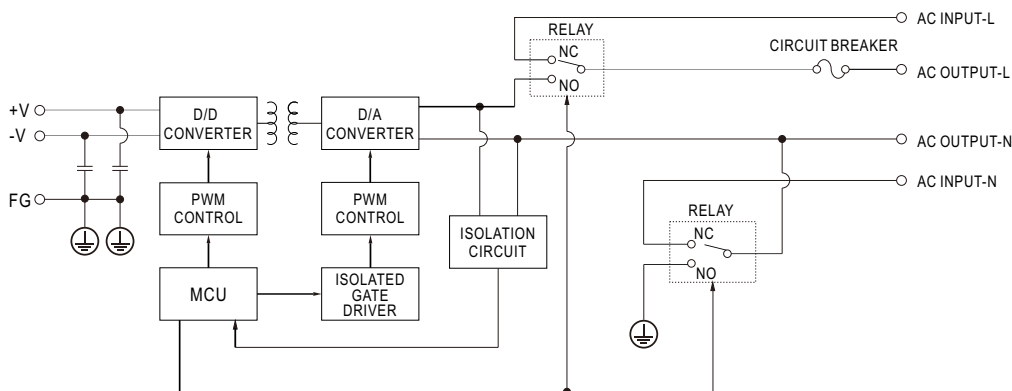 AC INPUT-L
RELAY
NC
CIRCUIT BREAKER
AC OUTPUT-L
NO
+V
D/D
CONVERTER
D/A
CONVERTER
-V
AC OUTPUT-N
AC INPUT-N
FG
PWM
CONTROL
PWM
CONTROL
RELAY
NC
ISOLATION
CIRCUIT
NO
MCU
ISOLATED
GATE
DRIVER